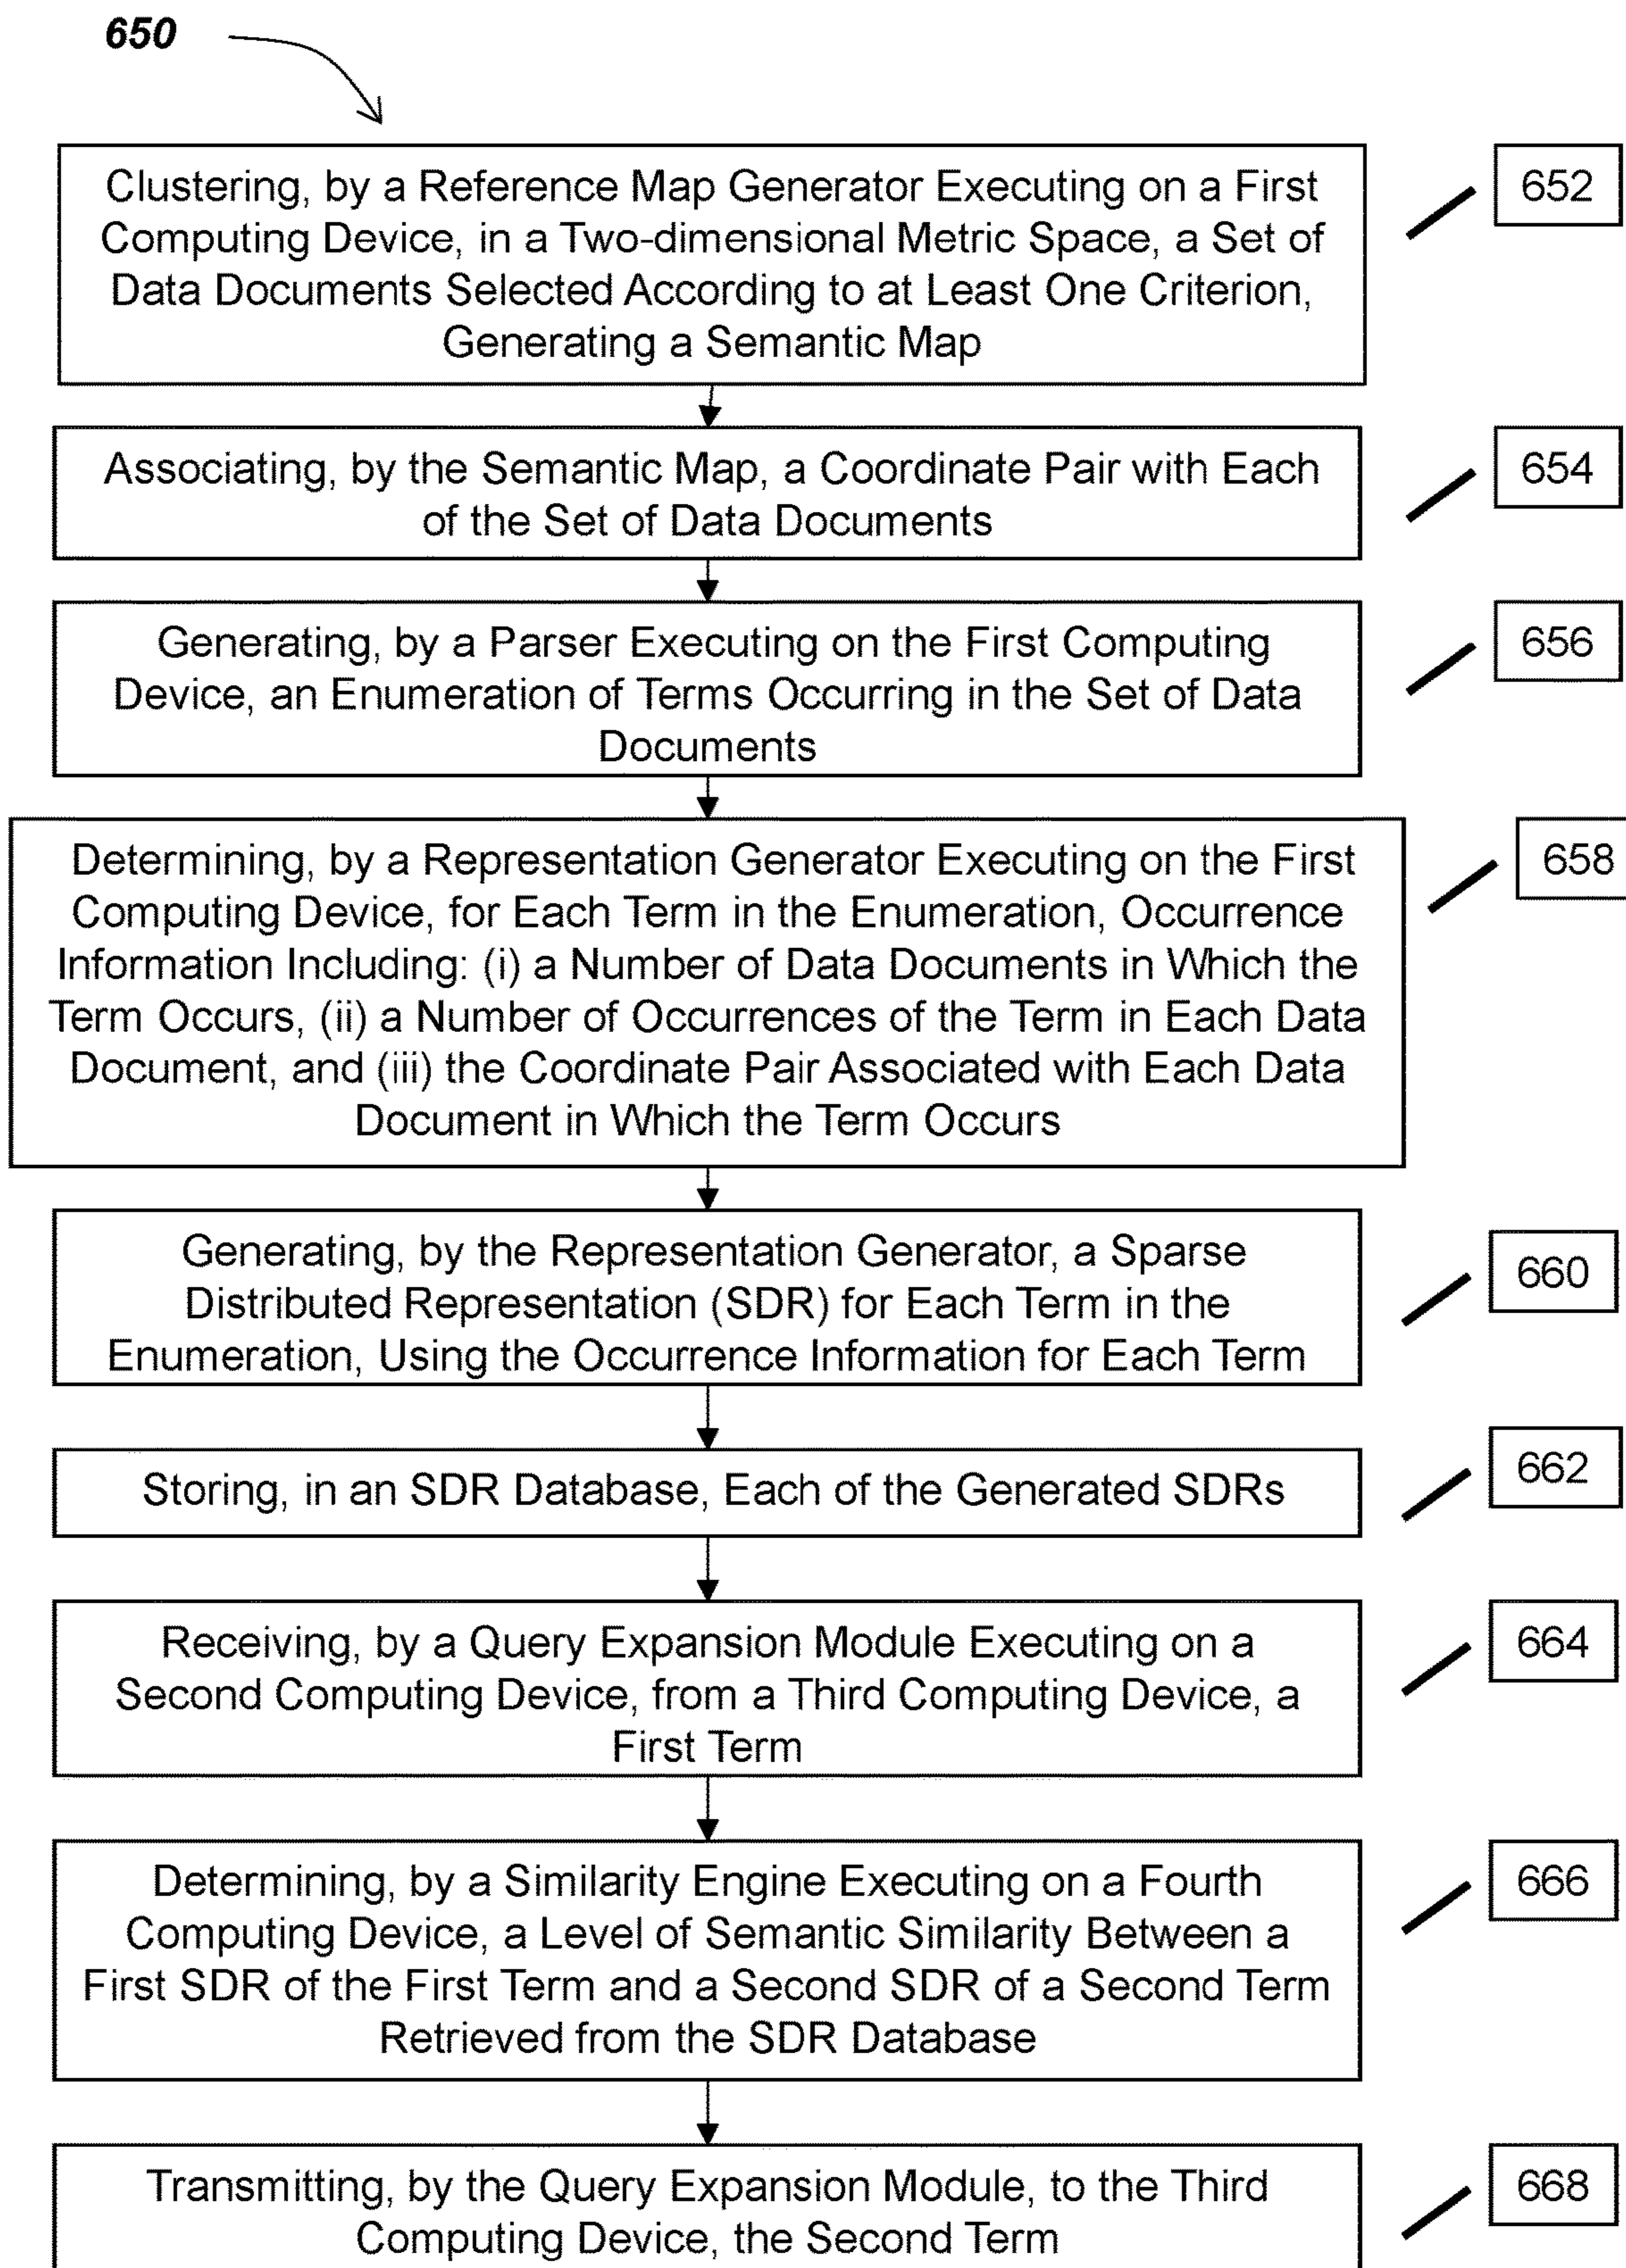 650
Clustering, by a Reference Map Generator Executing on a First
Computing Device, in a Two-dimensional Metric Space, a Set of
Data Documents Selected According to at Least One Criterion,
Generating a Semantic Map
652
Associating, by the Semantic Map, a Coordinate Pair with Each
of the Set of Data Documents
654
Generating, by a Parser Executing on the First Computing
Device, an Enumeration of Terms Occurring in the Set of Data
Documents
656
Determining, by a Representation Generator Executing on the First
Computing Device, for Each Term in the Enumeration, Occurrence
Information Including: (i) a Number of Data Documents in Which the
Term Occurs, (ii) a Number of Occurrences of the Term in Each Data
Document, and (iii) the Coordinate Pair Associated with Each Data
Document in Which the Term Occurs
658
Generating, by the Representation Generator, a Sparse
Distributed Representation (SDR) for Each Term in the
Enumeration, Using the Occurrence Information for Each Term
660
Storing, in an SDR Database, Each of the Generated SDRs
662
Receiving, by a Query Expansion Module Executing on a
Second Computing Device, from a Third Computing Device, a
First Term
664
Determining, by a Similarity Engine Executing on a Fourth
Computing Device, a Level of Semantic Similarity Between a
First SDR of the First Term and a Second SDR of a Second Term
Retrieved from the SDR Database
666
Transmitting, by the Query Expansion Module, to the Third
Computing Device, the Second Term
668